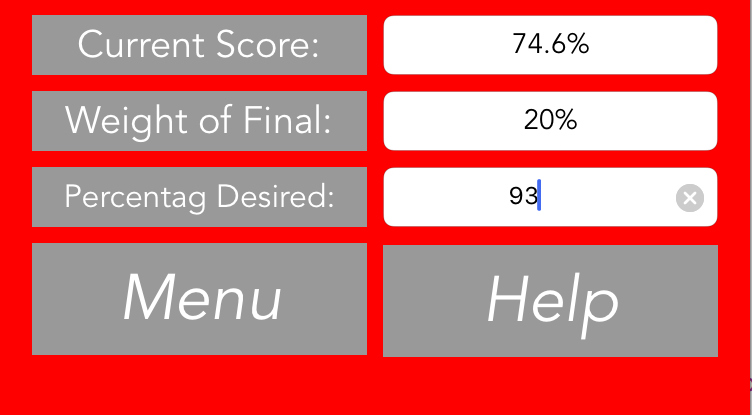 Current Score: 74.6%
Weight of Final: 20%
Percentag Desired: 93
Menu Help